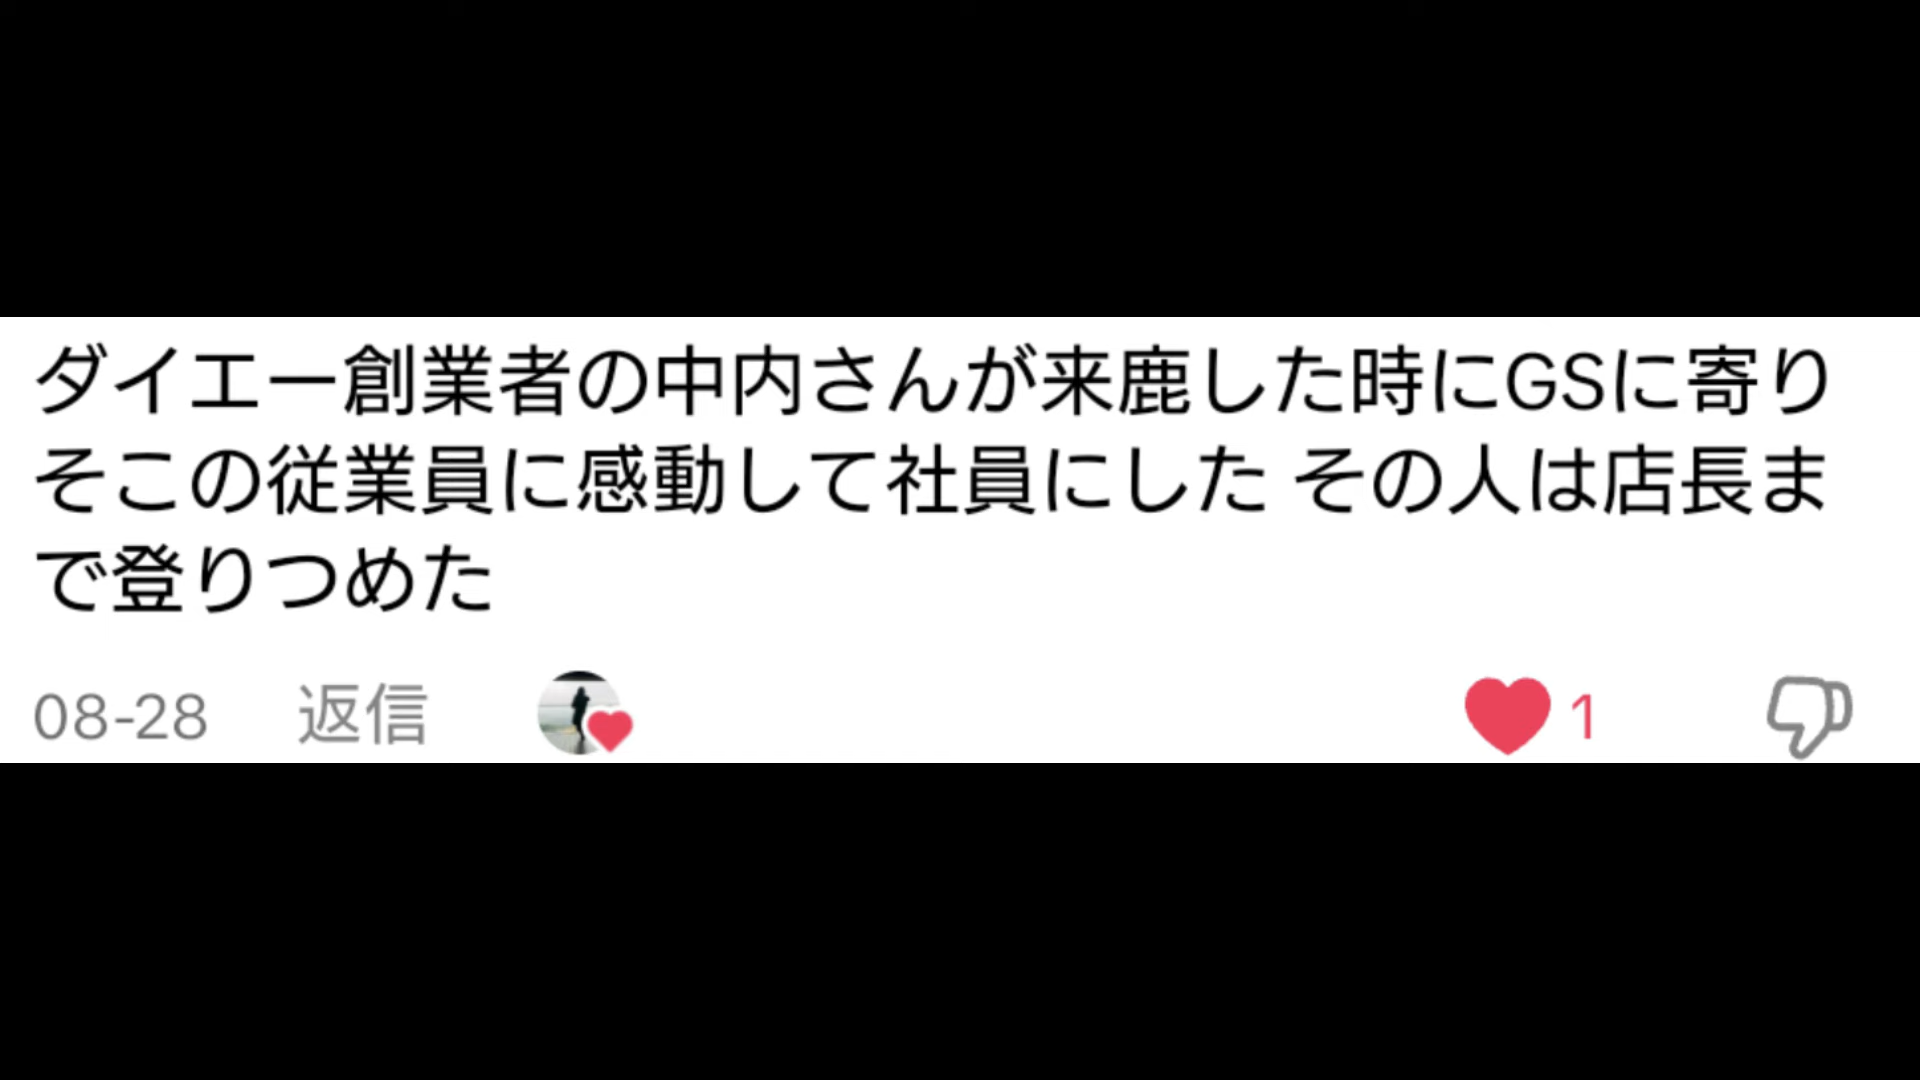 ダイエー創業者の中内さんが来鹿した時にGSに寄り
そこの従業員に感動して社員にした その人は店長ま
で登りつめた
08-28 返信 1